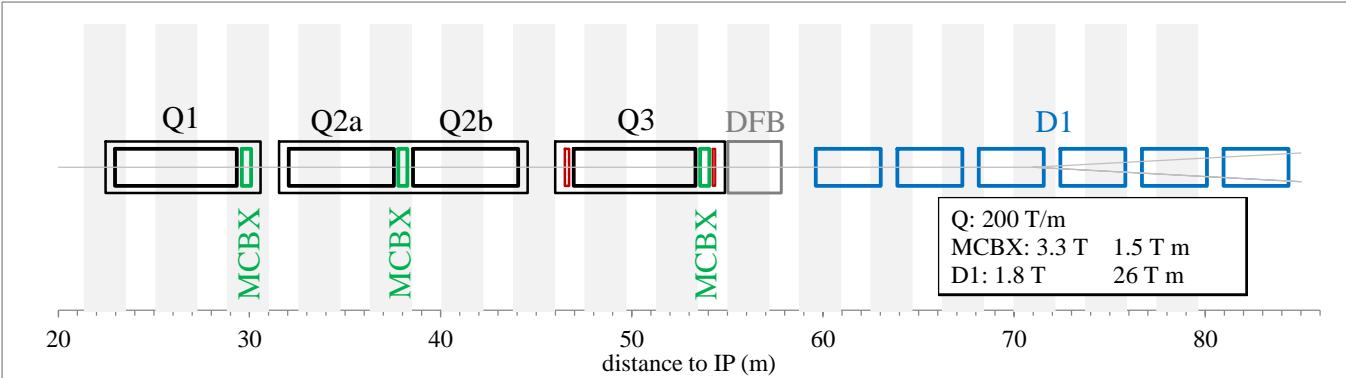 Q1
Q2a
Q2b
Q3
DFB
D1
MCBX
MCBX
MCBX
Q: 200 T/m
MCBX: 3.3 T 1.5 T m
D1: 1.8 T 26 T m
20 30 40 50 60 70 80
distance to IP (m)